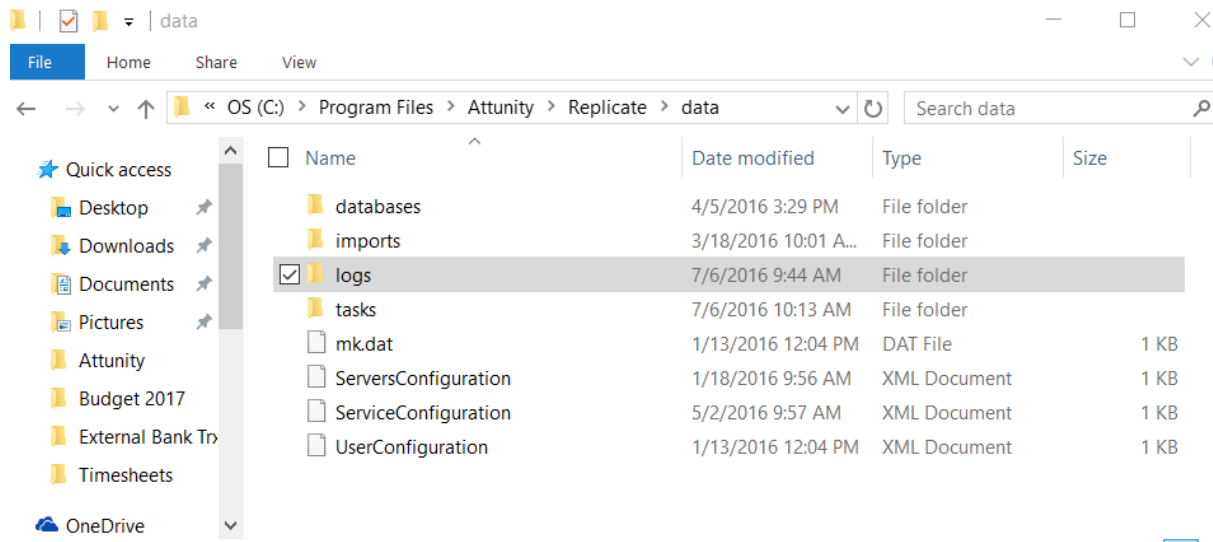 data
File Home Share View
« OS (C:) > Program Files > Attunity > Replicate > data Search data
Name Date modified Type Size
Quick access
Desktop
Downloads
Documents
Pictures
Attunity
Budget 2017
External Bank Trx
Timesheets
OneDrive
databases 4/5/2016 3:29 PM File folder
imports 3/18/2016 10:01 A... File folder
logs 7/6/2016 9:44 AM File folder
tasks 7/6/2016 10:13 AM File folder
mk.dat 1/13/2016 12:04 PM DAT File 1 KB
ServersConfiguration 1/18/2016 9:56 AM XML Document 1 KB
ServiceConfiguration 5/2/2016 9:57 AM XML Document 1 KB
UserConfiguration 1/13/2016 12:04 PM XML Document 1 KB